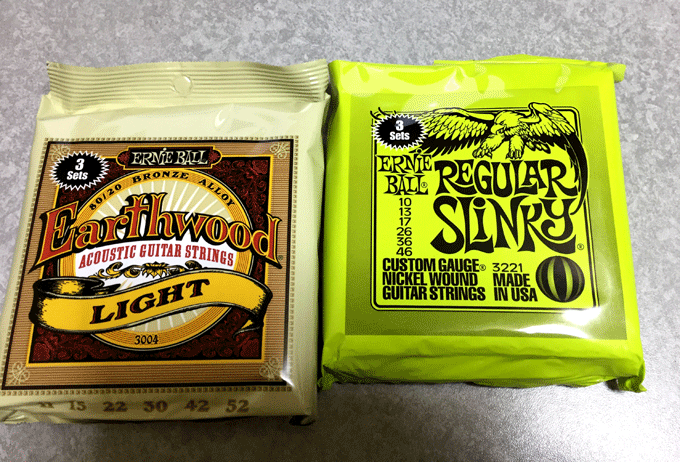 3
Sets
ERNIE BALL
80/20 BRONZE ALLOY
Earthwood
ACOUSTIC GUITAR STRINGS
LIGHT
3004
11 15 22 30 42 52
3
Sets
ERNIE
BALL®
REGULAR
SLINKY®
10
13
17
26
36
46
CUSTOM GAUGE® 3221
NICKEL WOUND MADE
GUITAR STRINGS IN USA